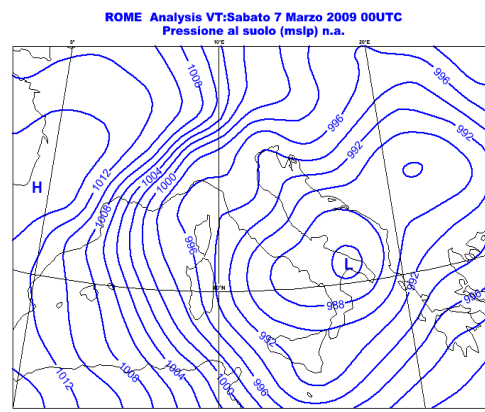 ROME Analysis VT:Sabato 7 Marzo 2009 00UTC
Pressione al suolo (mslp) n.a.
0° 10°E 20°E
1008 996
996 992
1012 1004 1000
H
1008
996
L
992
40°N
988
996
992
1012 1008 1004 1000 996